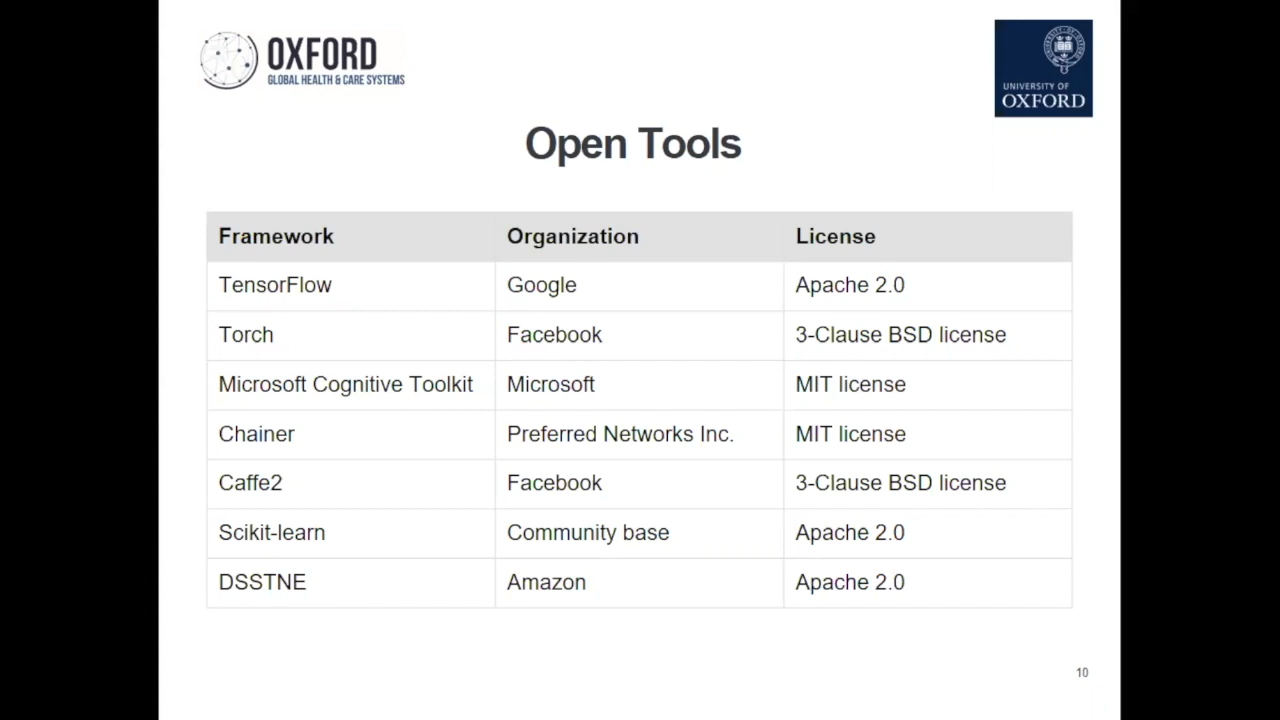 OXFORD
GLOBAL HEALTH & CARE SYSTEMS
UNIVERSITY OF
OXFORD
Open Tools
Framework Organization License
TensorFlow Google Apache 2.0
Torch Facebook 3-Clause BSD license
Microsoft Cognitive Toolkit Microsoft MIT license
Chainer Preferred Networks Inc. MIT license
Caffe2 Facebook 3-Clause BSD license
Scikit-learn Community base Apache 2.0
DSSTNE Amazon Apache 2.0
10